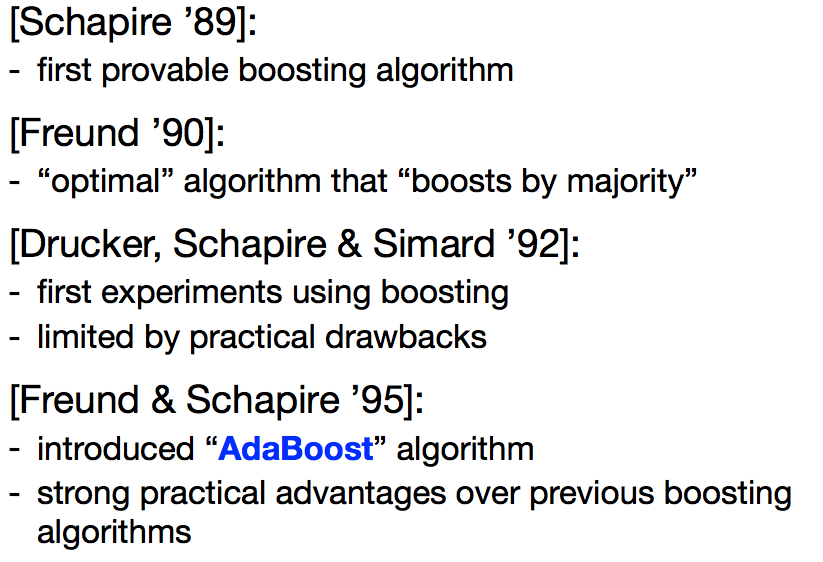 [Schapire ’89]:
- first provable boosting algorithm
[Freund ’90]:
- “optimal” algorithm that “boosts by majority”
[Drucker, Schapire & Simard ’92]:
- first experiments using boosting
- limited by practical drawbacks
[Freund & Schapire ’95]:
- introduced “AdaBoost” algorithm
- strong practical advantages over previous boosting
algorithms